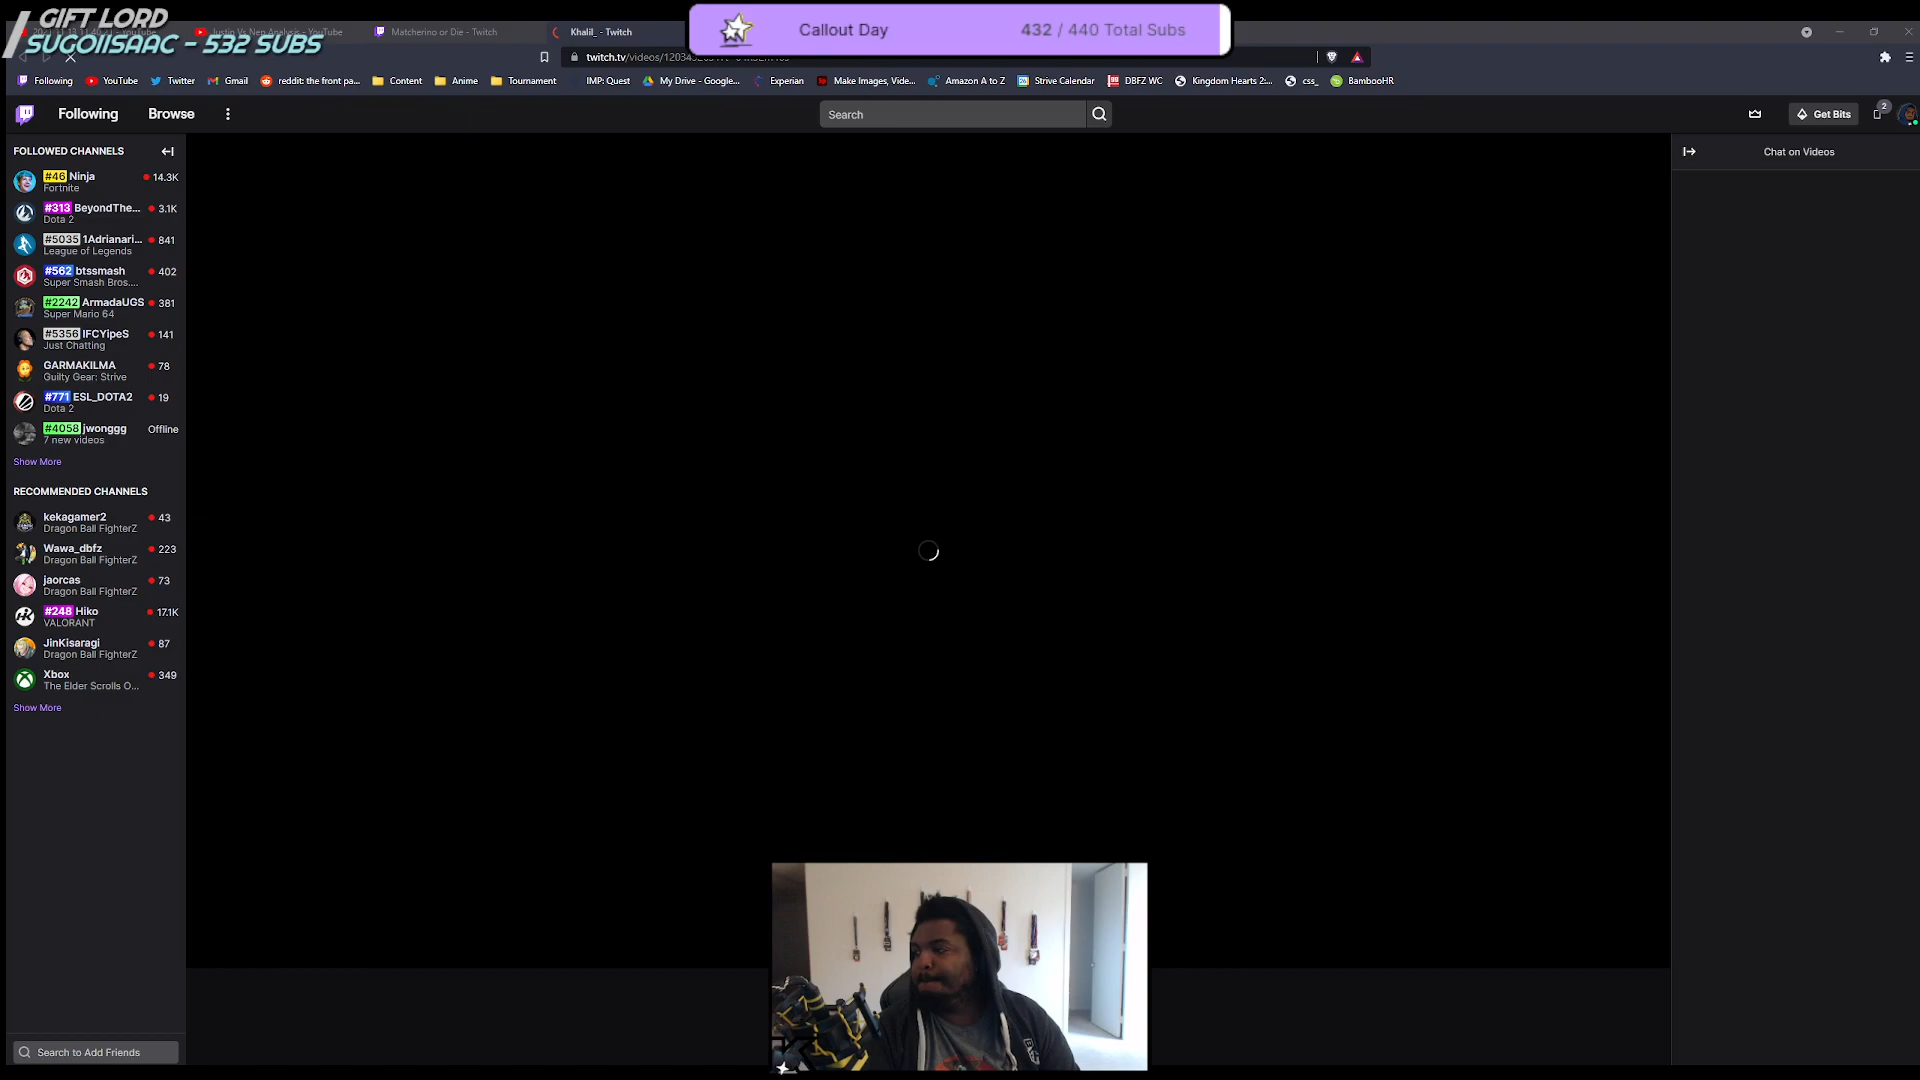 GIFT LORD
SUGOIISAAC - 532 SUBS
Justin Vs Nep Analysis - YouTube
Matcherino or Die - Twitch
Khalil_ - Twitch
Callout Day
432 / 440 Total Subs
Following
YouTube
Twitter
Gmail
reddit: the front pa...
Content
Anime
Tournament
IMP: Quest
My Drive - Google...
Experian
Make Images, Vide...
Amazon A to Z
Strive Calendar
DBFZ WC
Kingdom Hearts 2:...
css_
BambooHR
Following
Browse
Search
Get Bits
2
FOLLOWED CHANNELS
Chat on Videos
#46 Ninja 14.3K
Fortnite
#313 BeyondThe... 3.1K
Dota 2
#5035 1Adrianari... 841
League of Legends
#562 btssmash 402
Super Smash Bros....
#2242 ArmadaUGS 381
Super Mario 64
#5356 IFCYipeS 141
Just Chatting
GARMAKILMA 78
Guilty Gear: Strive
#771 ESL_DOTA2 19
Dota 2
#4058 jwonggg Offline
7 new videos
Show More
RECOMMENDED CHANNELS
kekagamer2 43
Dragon Ball FighterZ
Wawa_dbfz 223
Dragon Ball FighterZ
jaorcas 73
Dragon Ball FighterZ
#248 Hiko 17.1K
VALORANT
JinKisaragi 87
Dragon Ball FighterZ
Xbox 349
The Elder Scrolls O...
Show More
Search to Add Friends